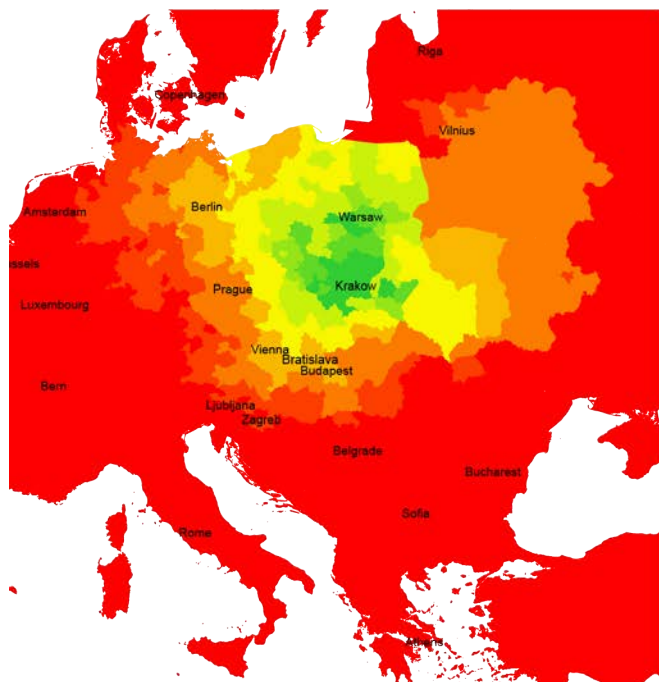 Riga
Copenhagen
Vilnius
Amsterdam
Berlin
Warsaw
ssels
Luxembourg
Prague
Krakow
Vienna
Bratislava
Budapest
Bern
Ljubljana
Zagreb
Belgrade
Bucharest
Sofia
Rome
Athens